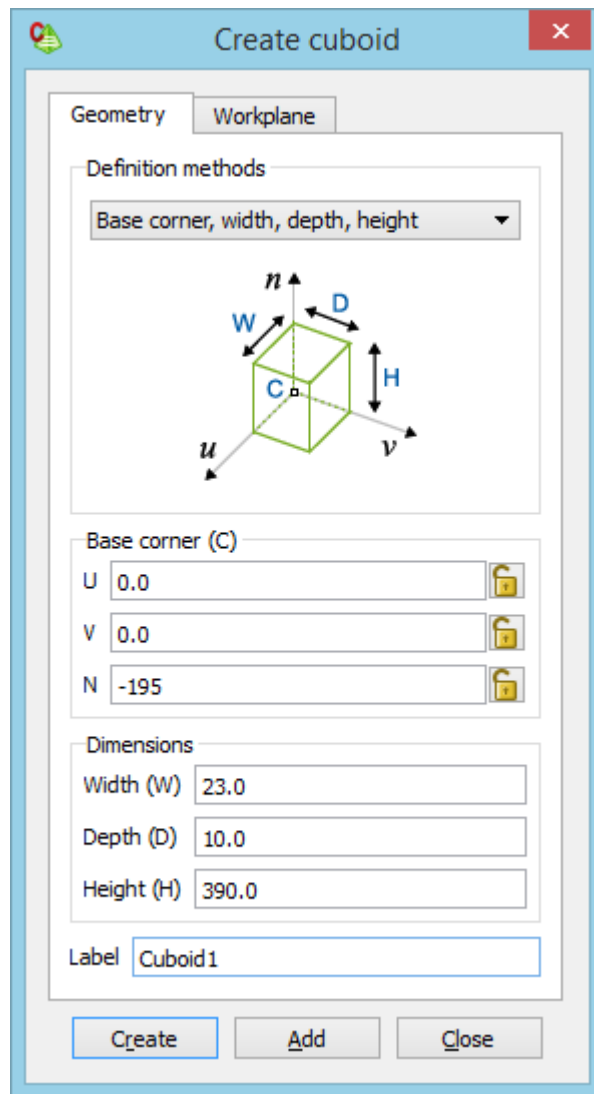 Create cuboid
Geometry Workplane
Definition methods
Base corner, width, depth, height
n
D
W
C
H
u
v
Base corner (C)
U 0.0
V 0.0
N -195
Dimensions
Width (W) 23.0
Depth (D) 10.0
Height (H) 390.0
Label Cuboid1
Create Add Close